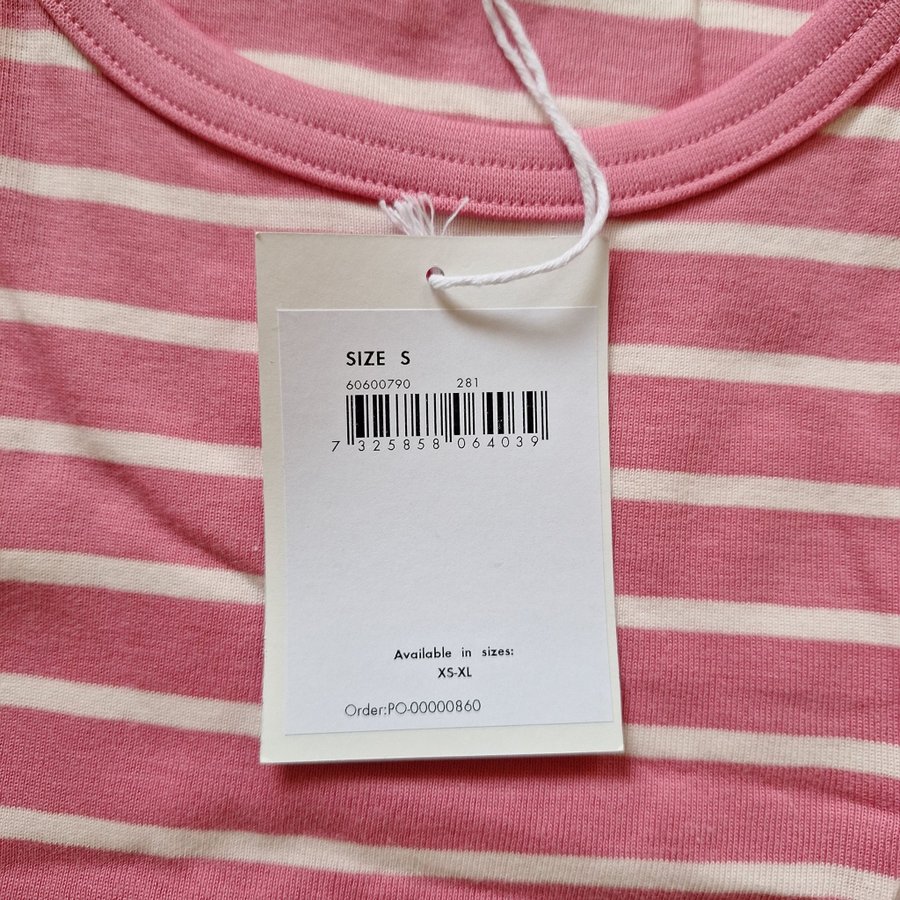 SIZE S
60600790 281
7 325858 064039
Available in sizes:
XS-XL
Order:PO-00000860